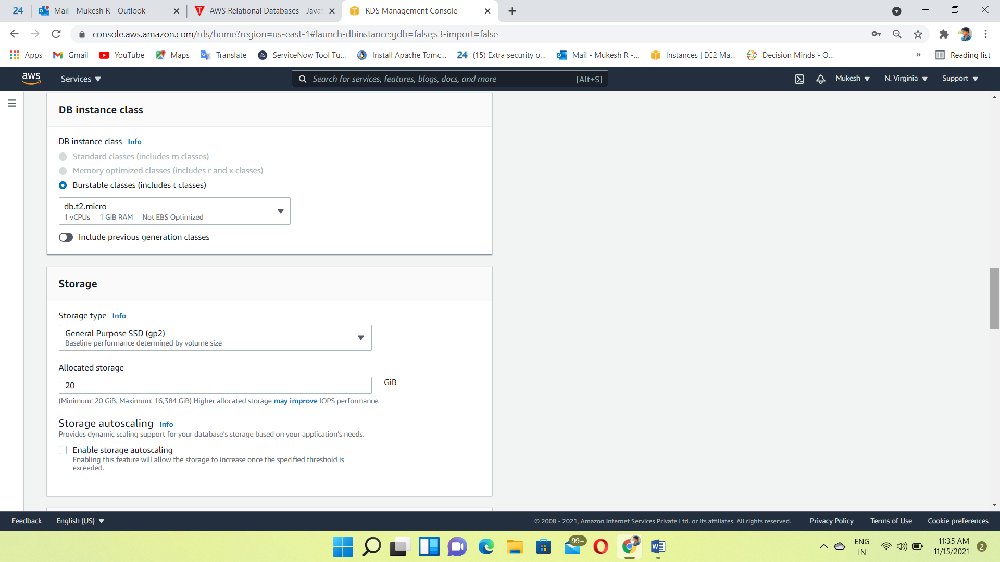 24
Mail - Mukesh R - Outlook
AWS Relational Databases - Javat
RDS Management Console
console.aws.amazon.com/rds/home?region=us-east-1#launch-dbinstance:gdb=false;s3-import=false
Apps
Gmail
YouTube
Maps
Translate
ServiceNow Tool Tu...
Install Apache Tomc...
24 (15) Extra security o...
Mail - Mukesh R -...
Instances | EC2 Ma...
Decision Minds - O...
»
Reading list
aws
Services
Search for services, features, blogs, docs, and more
[Alt+S]
Mukesh
N. Virginia
Support
DB instance class
DB instance class Info
Standard classes (includes m classes)
Memory optimized classes (includes r and x classes)
Burstable classes (includes t classes)
db.t2.micro
1 vCPUs 1 GiB RAM Not EBS Optimized
Include previous generation classes
Storage
Storage type Info
General Purpose SSD (gp2)
Baseline performance determined by volume size
Allocated storage
20
GiB
(Minimum: 20 GiB. Maximum: 16,384 GiB) Higher allocated storage may improve IOPS performance.
Storage autoscaling Info
Provides dynamic scaling support for your database's storage based on your application's needs.
Enable storage autoscaling
Enabling this feature will allow the storage to increase once the specified threshold is
exceeded.
Feedback
English (US)
© 2008 - 2021, Amazon Internet Services Private Ltd. or its affiliates. All rights reserved.
Privacy Policy
Terms of Use
Cookie preferences
99+
ENG
IN
11:35 AM
11/15/2021
2